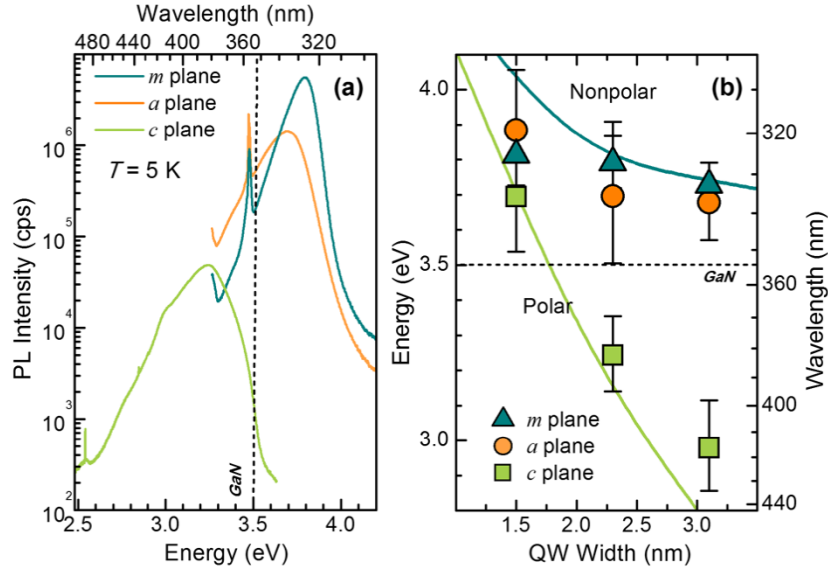 Wavelength (nm)
480 440 400 360 320
m plane
a plane
c plane
(a)
T = 5 K
PL Intensity (cps)
10^6
10^5
10^4
10^3
10^2
GaN
2.5 3.0 3.5 4.0
Energy (eV)
(b)
Nonpolar
Polar
GaN
m plane
a plane
c plane
Energy (eV)
4.0
3.5
3.0
Wavelength (nm)
320
360
400
440
1.5 2.0 2.5 3.0
QW Width (nm)